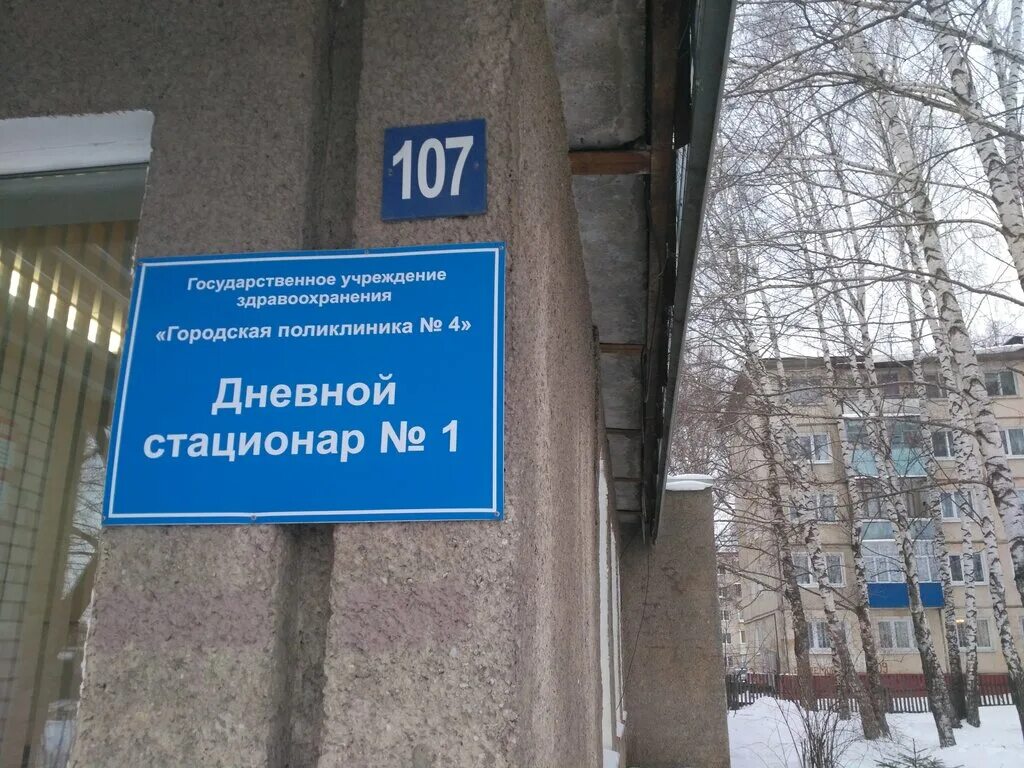 107
Государственное учреждение
здравоохранения
«Городская поликлиника № 4»
Дневной
стационар № 1